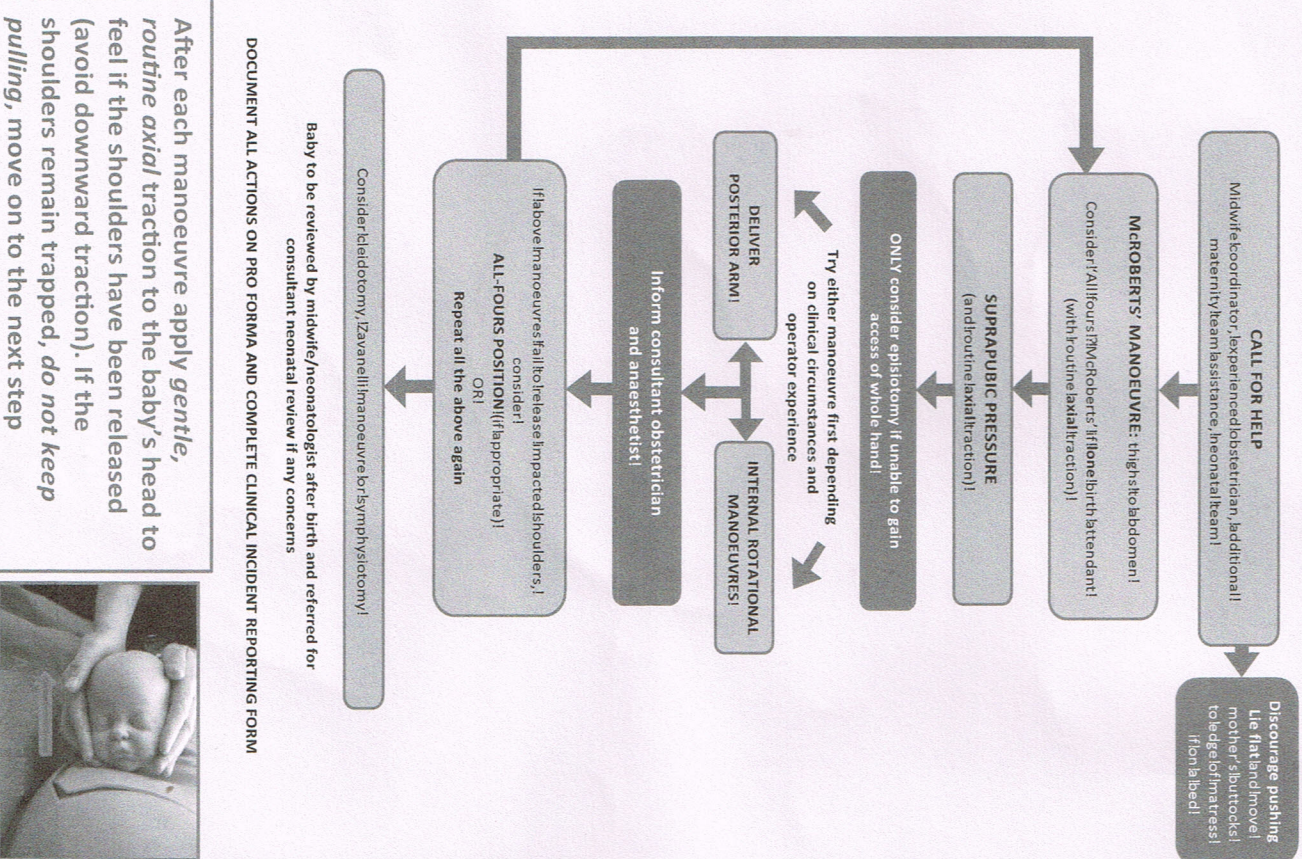 CALL FOR HELP
Midwife!coordinator,!experienced!obstetrician,!additional!
maternity!team!assistance,!neonatal!team!
Discourage pushing
Lie flat!and!move!
mother's!buttocks!
to!edge!of!matress!
if!on!a!bed!
McROBERTS' MANOEUVRE: thighs!to!abdomen!
Consider!'All!fours!?!McRoberts'!if!lone!birth!attendant!
(with!routine!axial!traction)!
SUPRAPUBIC PRESSURE
(and!routine!axial!traction)!
ONLY consider episiotomy if unable to gain
access of whole hand!
Try either manoeuvre first depending
on clinical circumstances and
operator experience
DELIVER
POSTERIOR ARM!
INTERNAL ROTATIONAL
MANOEUVRES!
Inform consultant obstetrician
and anaesthetist!
If!above!manoeuvres!fail!to!release!impacted!shoulders,!
consider!
ALL-FOURS POSITION!(if!appropriate)!
OR!
Repeat all the above again
Consider!cleidotomy,!Zavanelli!manoeuvre!or!symphysiotomy!
Baby to be reviewed by midwife/neonatologist after birth and referred for
consultant neonatal review if any concerns
DOCUMENT ALL ACTIONS ON PRO FORMA AND COMPLETE CLINICAL INCIDENT REPORTING FORM
After each manoeuvre apply gentle,
routine axial traction to the baby's head to
feel if the shoulders have been released
(avoid downward traction). If the
shoulders remain trapped, do not keep
pulling, move on to the next step